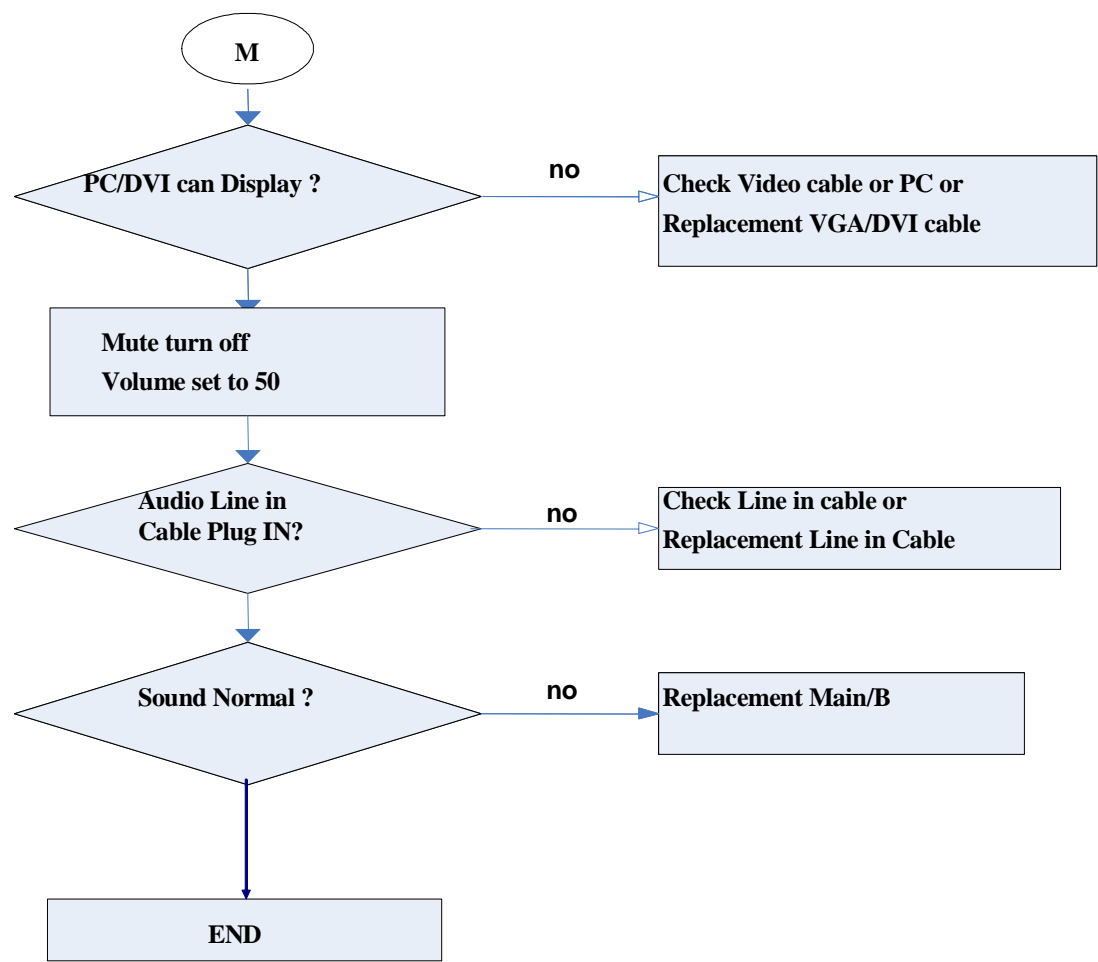 M
PC/DVI can Display ?
no
Check Video cable or PC or
Replacement VGA/DVI cable
Mute turn off
Volume set to 50
Audio Line in
Cable Plug IN?
no
Check Line in cable or
Replacement Line in Cable
Sound Normal ?
no
Replacement Main/B
END